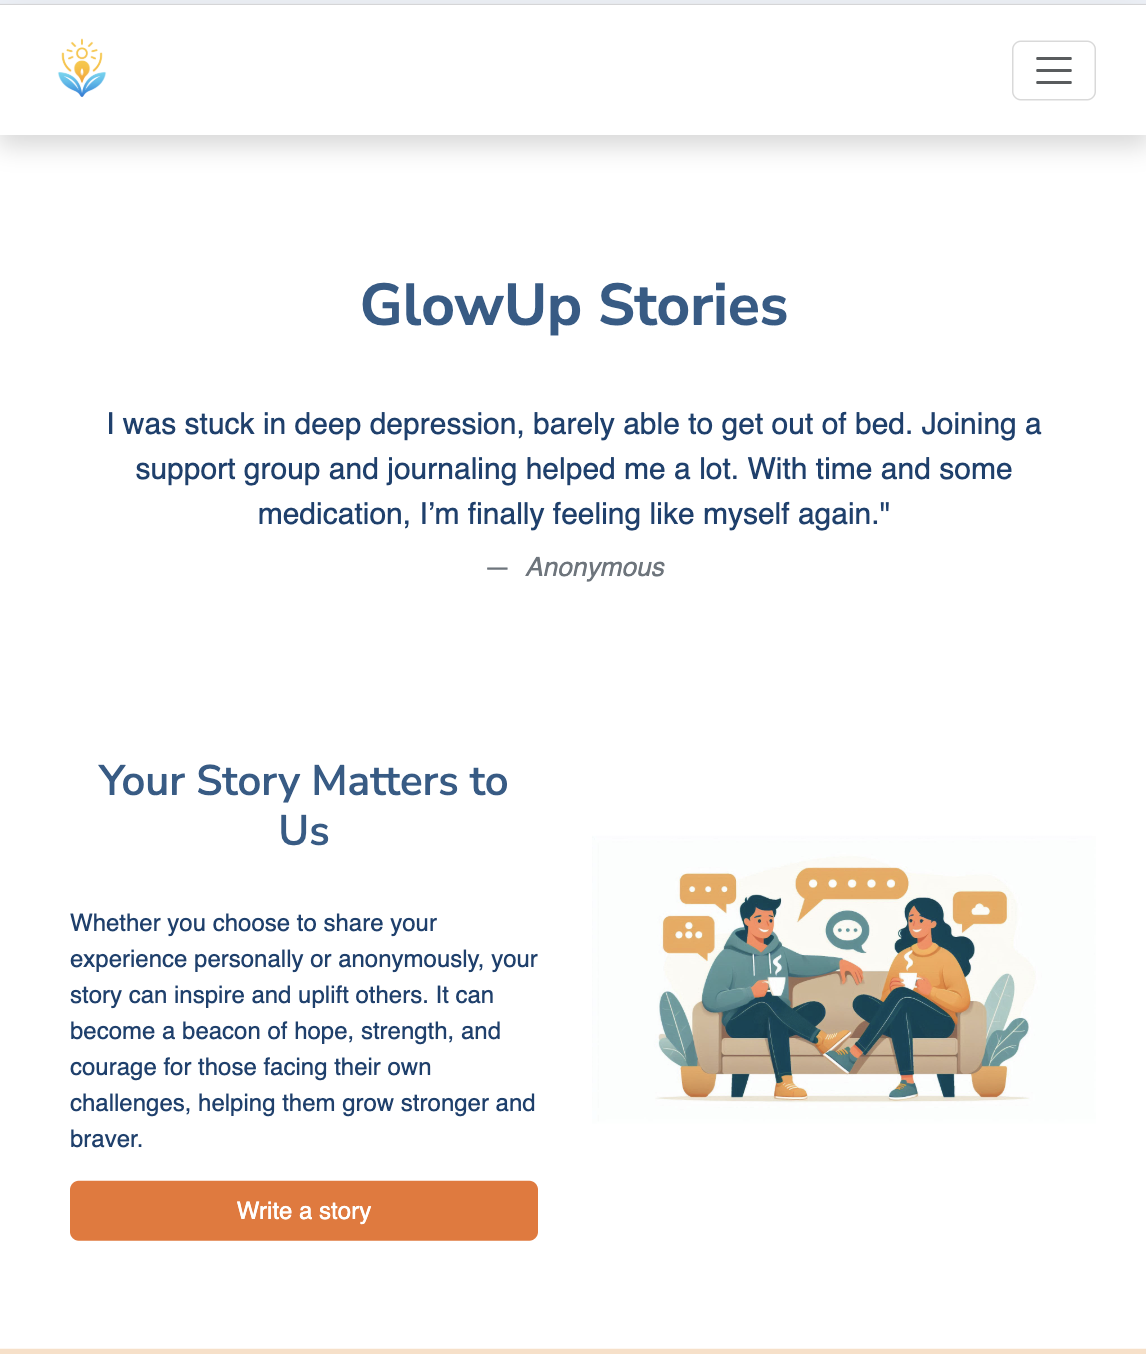 GlowUp Stories
I was stuck in deep depression, barely able to get out of bed. Joining a
support group and journaling helped me a lot. With time and some
medication, I’m finally feeling like myself again."
— Anonymous
Your Story Matters to
Us
Whether you choose to share your
experience personally or anonymously, your
story can inspire and uplift others. It can
become a beacon of hope, strength, and
courage for those facing their own
challenges, helping them grow stronger and
braver.
Write a story